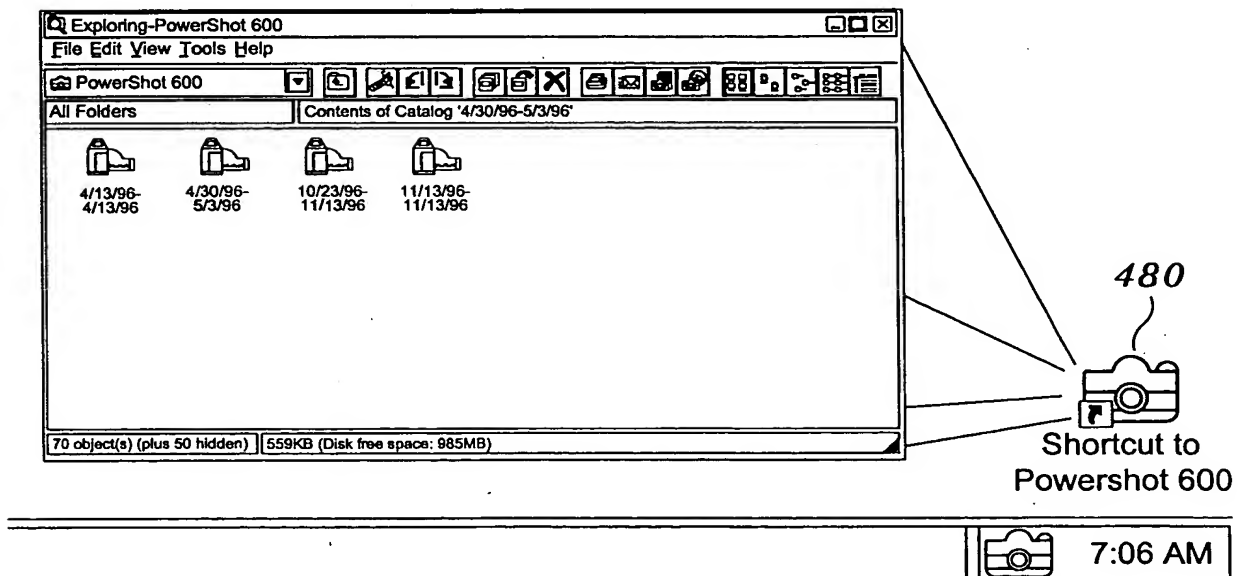 Exploring-PowerShot 600
File Edit View Tools Help
PowerShot 600
All Folders
Contents of Catalog '4/30/96-5/3/96'
4/13/96-
4/13/96
4/30/96-
5/3/96
10/23/96-
11/13/96
11/13/96-
11/13/96
70 object(s) (plus 50 hidden)
559KB (Disk free space: 985MB)
480
Shortcut to
Powershot 600
7:06 AM